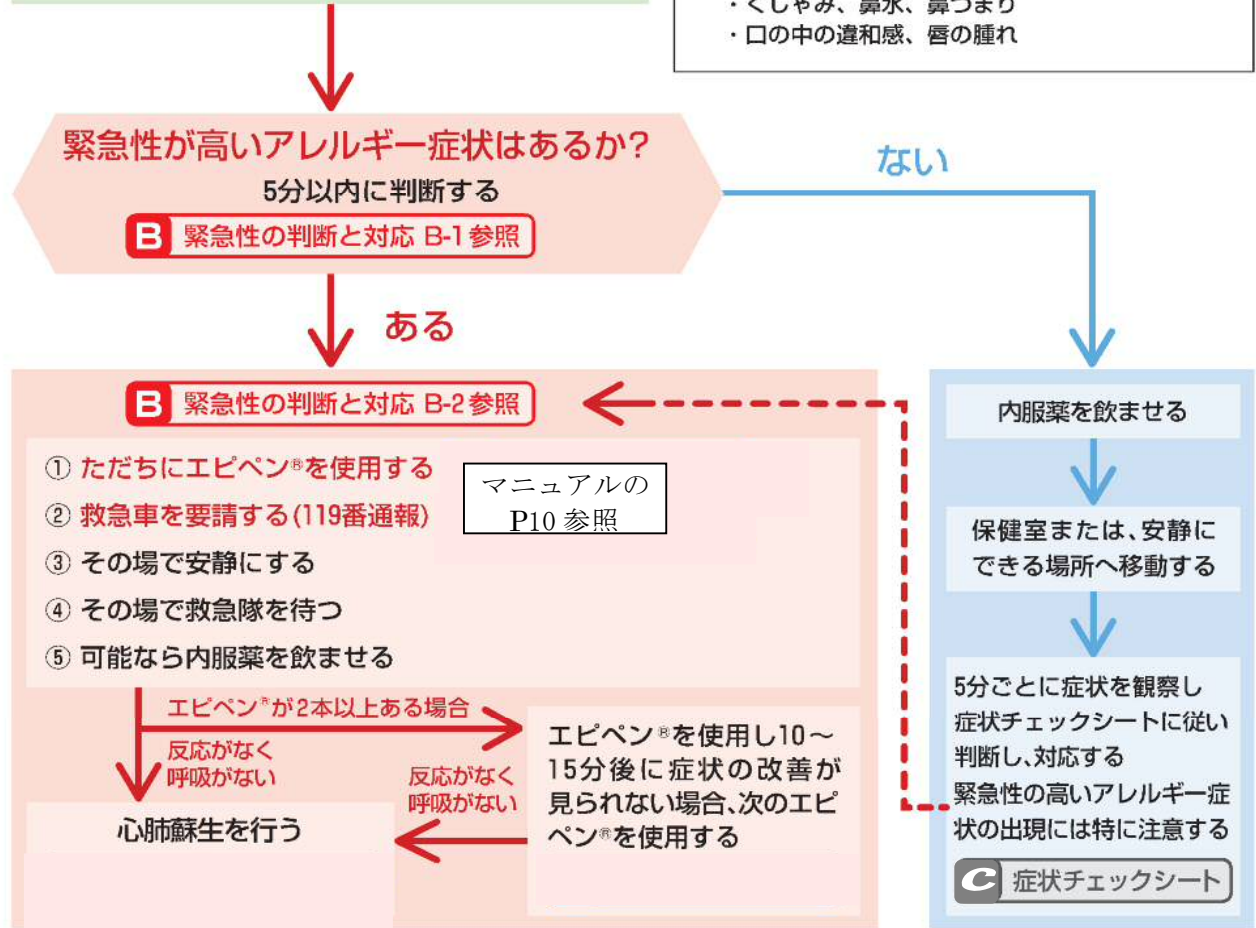 ・くしゃみ、鼻水、鼻づまり
・口の中の違和感、唇の腫れ
緊急性が高いアレルギー症状はあるか?
5分以内に判断する
B 緊急性の判断と対応 B-1参照
ない
ある
B 緊急性の判断と対応 B-2参照
① ただちにエピペン®を使用する
② 救急車を要請する(119番通報)
③ その場で安静にする
④ その場で救急隊を待つ
⑤ 可能なら内服薬を飲ませる
マニュアルの
P10 参照
エピペン®が2本以上ある場合
反応がなく
呼吸がない
心肺蘇生を行う
反応がなく
呼吸がない
エピペン®を使用し10～
15分後に症状の改善が
見られない場合、次のエピ
ペン®を使用する
内服薬を飲ませる
保健室または、安静に
できる場所へ移動する
5分ごとに症状を観察し
症状チェックシートに従い
判断し、対応する
緊急性の高いアレルギー症
状の出現には特に注意する
C 症状チェックシート